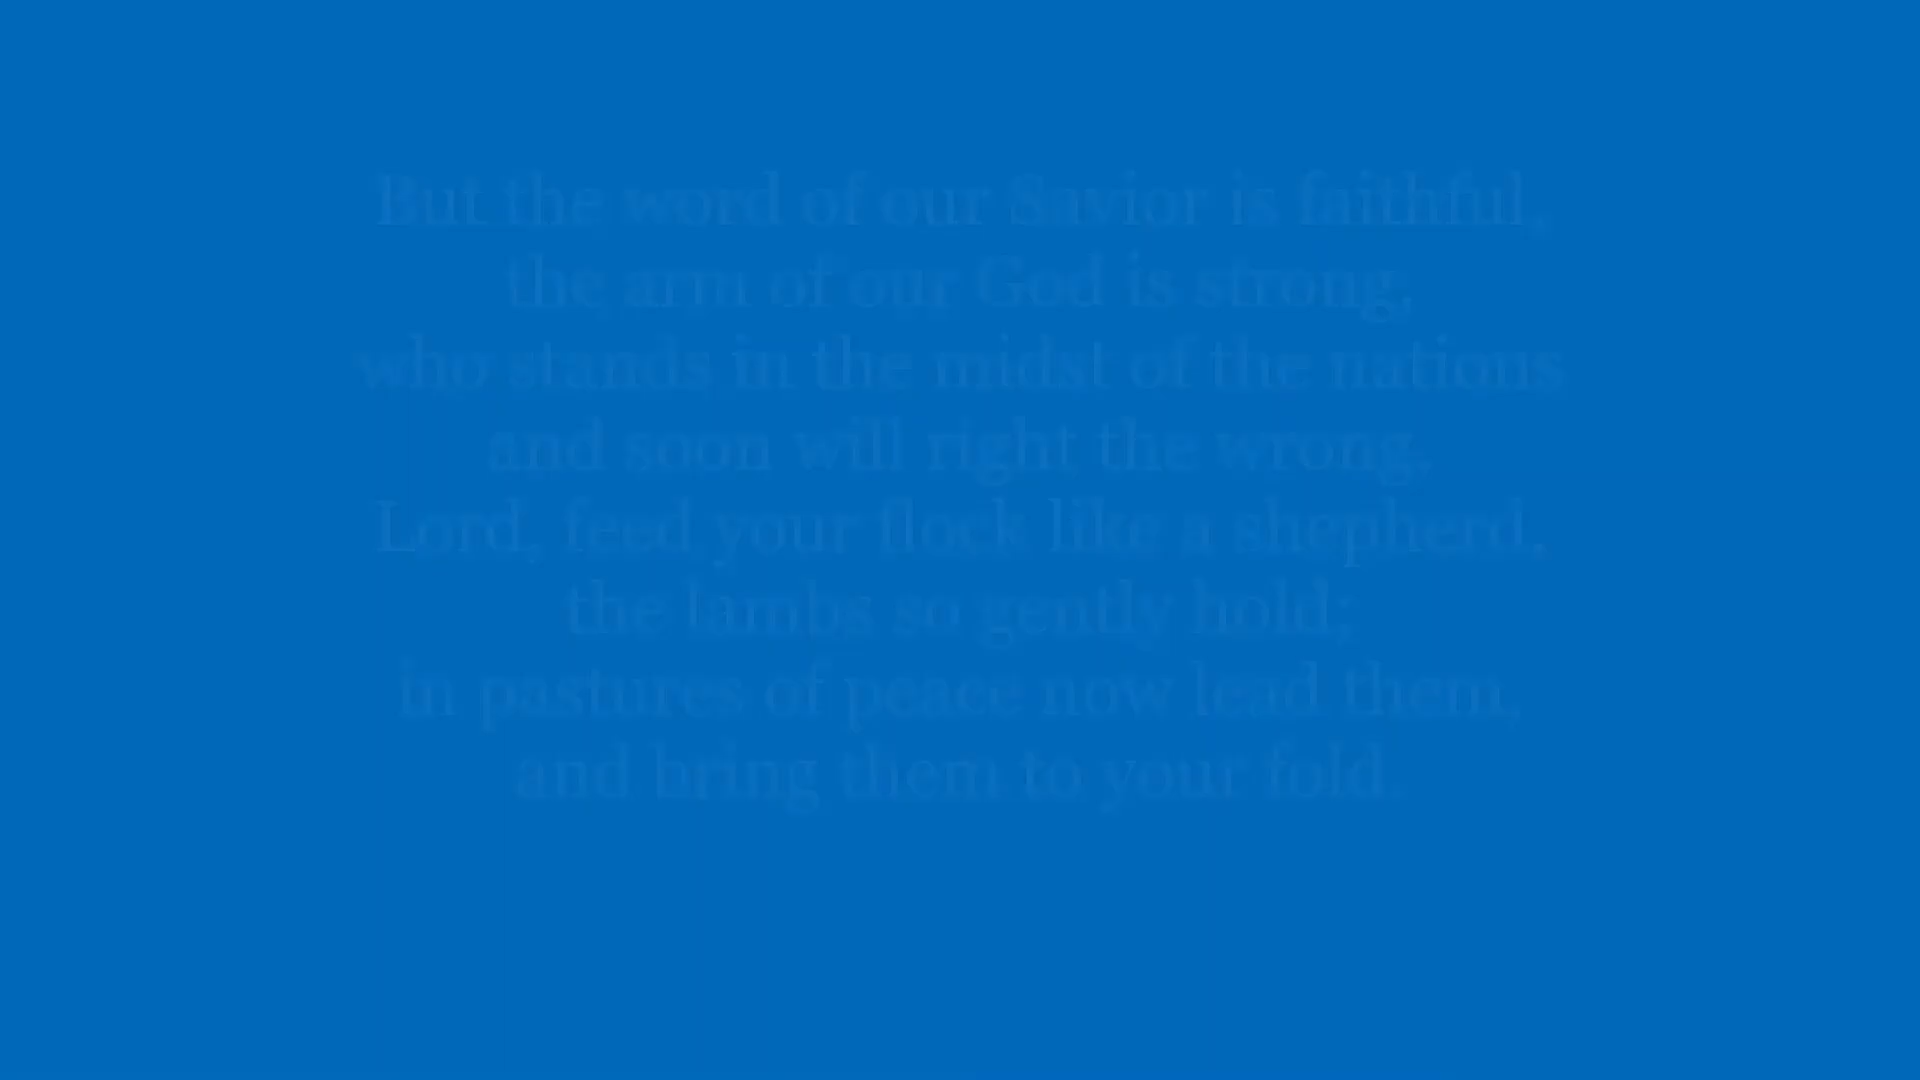 But the word of our Savior is faithful,
the arm of our God is strong,
who stands in the midst of the nations
and soon will right the wrong.
Lord, feed your flock like a shepherd,
the lambs so gently hold;
in pastures of peace now lead them,
and bring them to your fold.